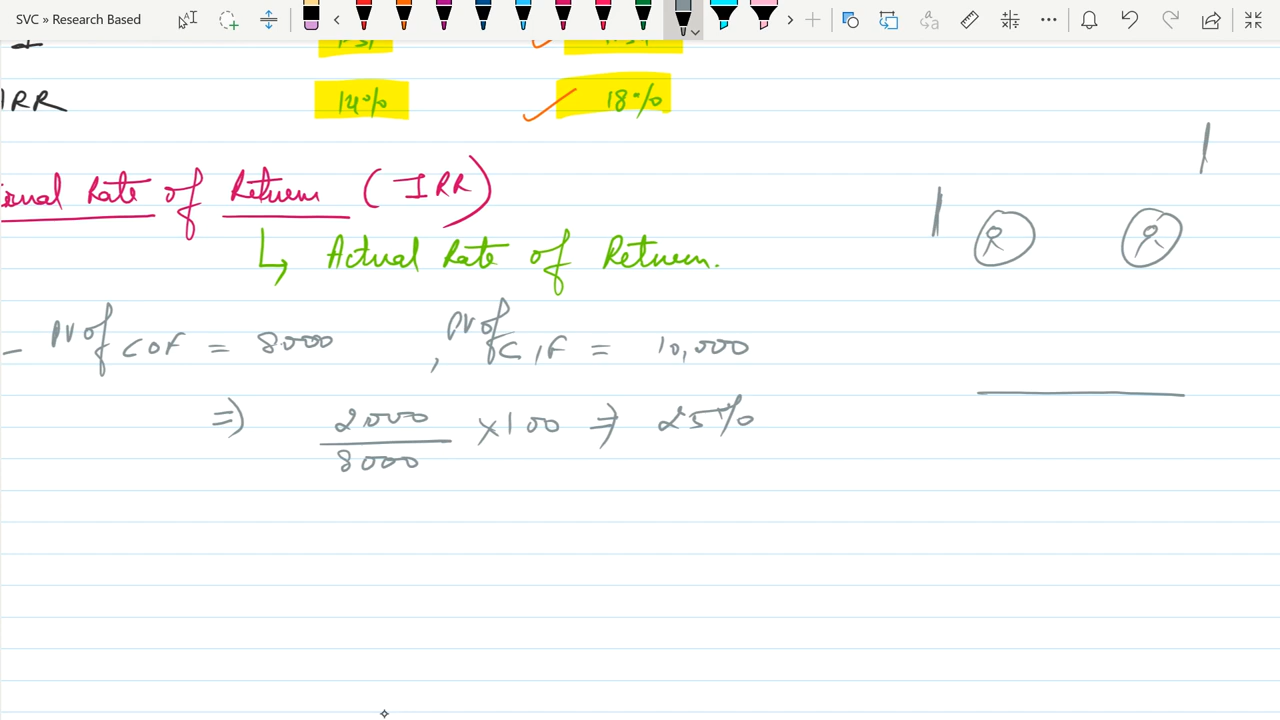 SVC » Research Based
I
IRR 14% 18%
ional Rate of Return (IRR)
↳ Actual Rate of Return.
- PV of COF = 8000 , PV of CIF = 10,000
⇒ 2000/8000 ×100 ⇒ 25%
R R